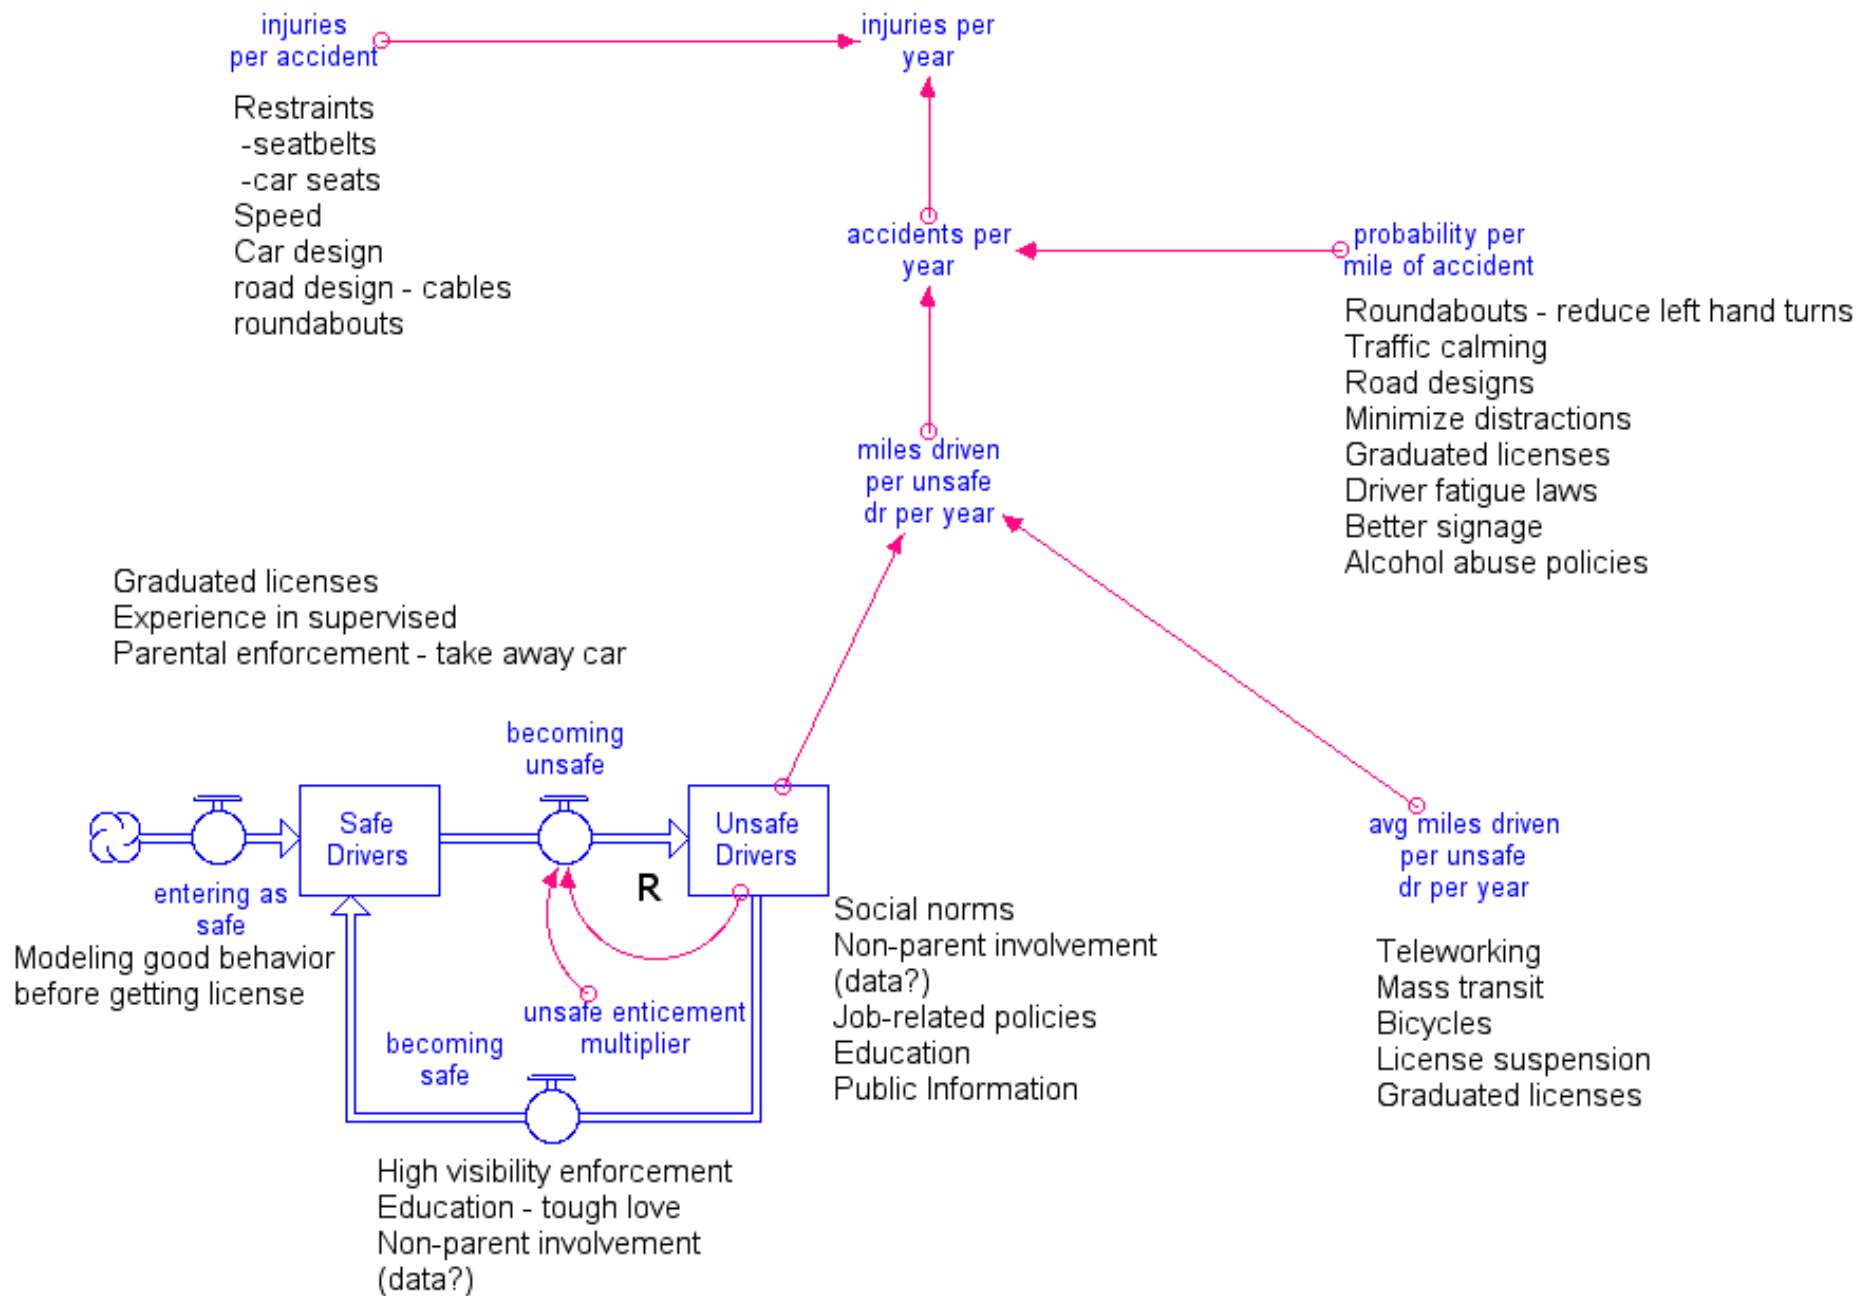 injuries
per accident
Restraints
-seatbelts
-car seats
Speed
Car design
road design - cables
roundabouts
injuries per
year
accidents per
year
probability per
mile of accident
Roundabouts - reduce left hand turns
Traffic calming
Road designs
Minimize distractions
Graduated licenses
Driver fatigue laws
Better signage
Alcohol abuse policies
miles driven
per unsafe
dr per year
Graduated licenses
Experience in supervised
Parental enforcement - take away car
becoming
unsafe
Safe
Drivers
Unsafe
Drivers
R
entering as
safe
Modeling good behavior
before getting license
unsafe enticement
multiplier
becoming
safe
Social norms
Non-parent involvement
(data?)
Job-related policies
Education
Public Information
avg miles driven
per unsafe
dr per year
Teleworking
Mass transit
Bicycles
License suspension
Graduated licenses
High visibility enforcement
Education - tough love
Non-parent involvement
(data?)